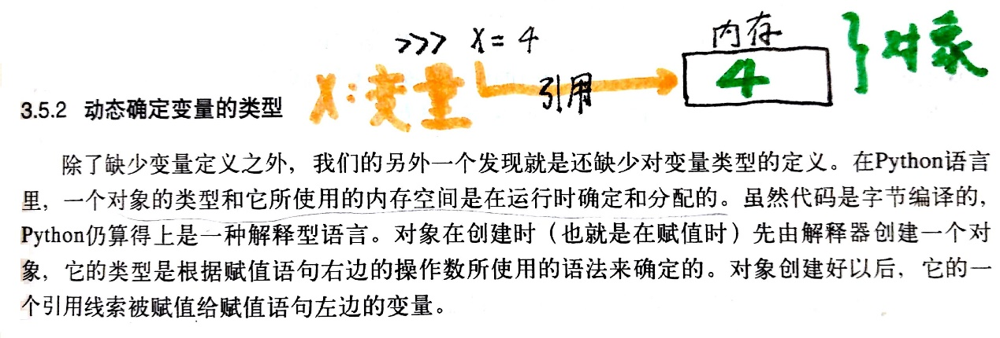 >>> X = 4
内存
4
} 对象
X:变量
引用
3.5.2 动态确定变量的类型
除了缺少变量定义之外，我们的另外一个发现就是还缺少对变量类型的定义。在Python语言
里，一个对象的类型和它所使用的内存空间是在运行时确定和分配的。虽然代码是字节编译的，
Python仍算得上是一种解释型语言。对象在创建时（也就是在赋值时）先由解释器创建一个对
象，它的类型是根据赋值语句右边的操作数所使用的语法来确定的。对象创建好以后，它的一
个引用线索被赋值给赋值语句左边的变量。